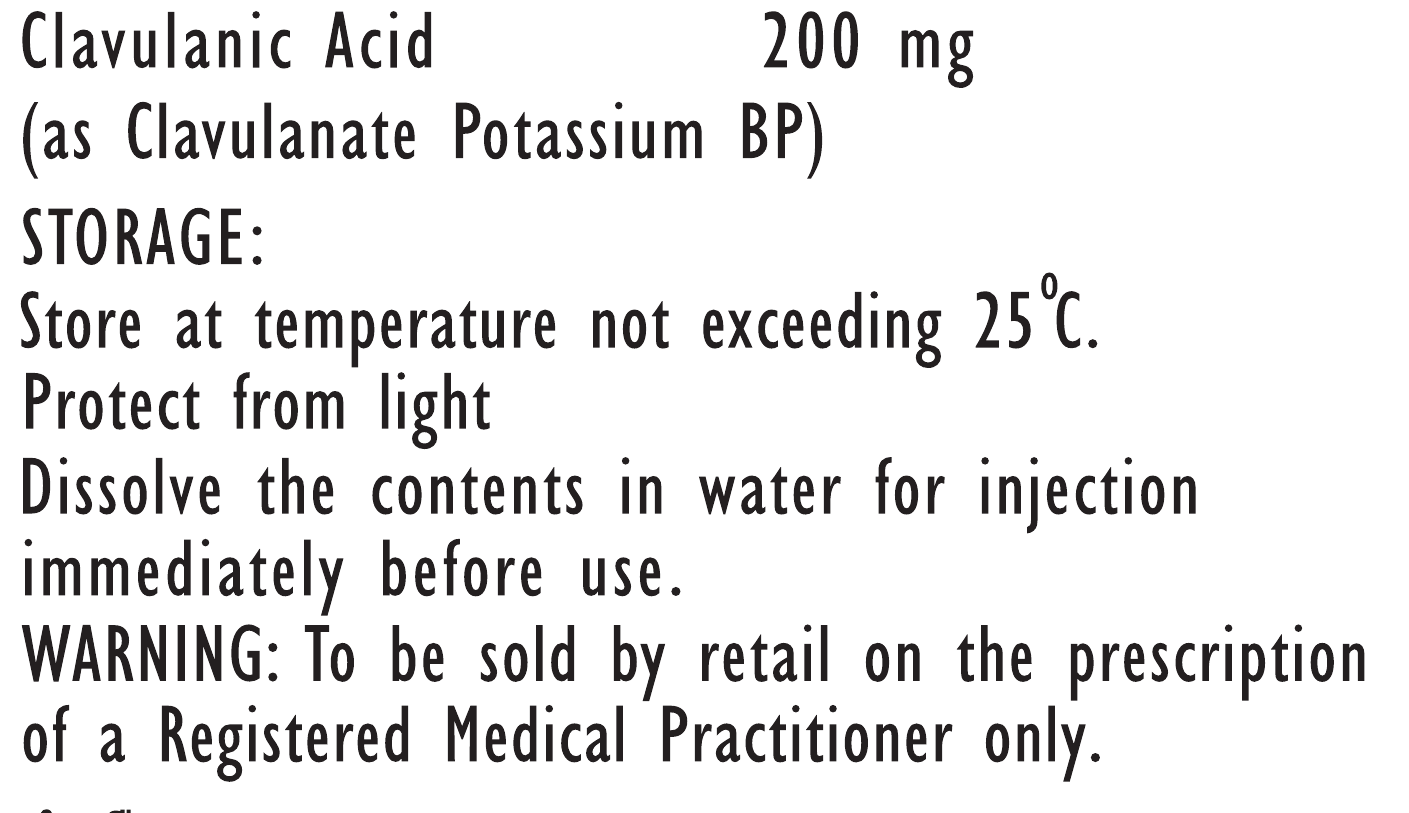 Clavulanic Acid 200 mg
(as Clavulanate Potassium BP)
STORAGE:
Store at temperature not exceeding 25°C.
Protect from light
Dissolve the contents in water for injection
immediately before use.
WARNING: To be sold by retail on the prescription
of a Registered Medical Practitioner only.